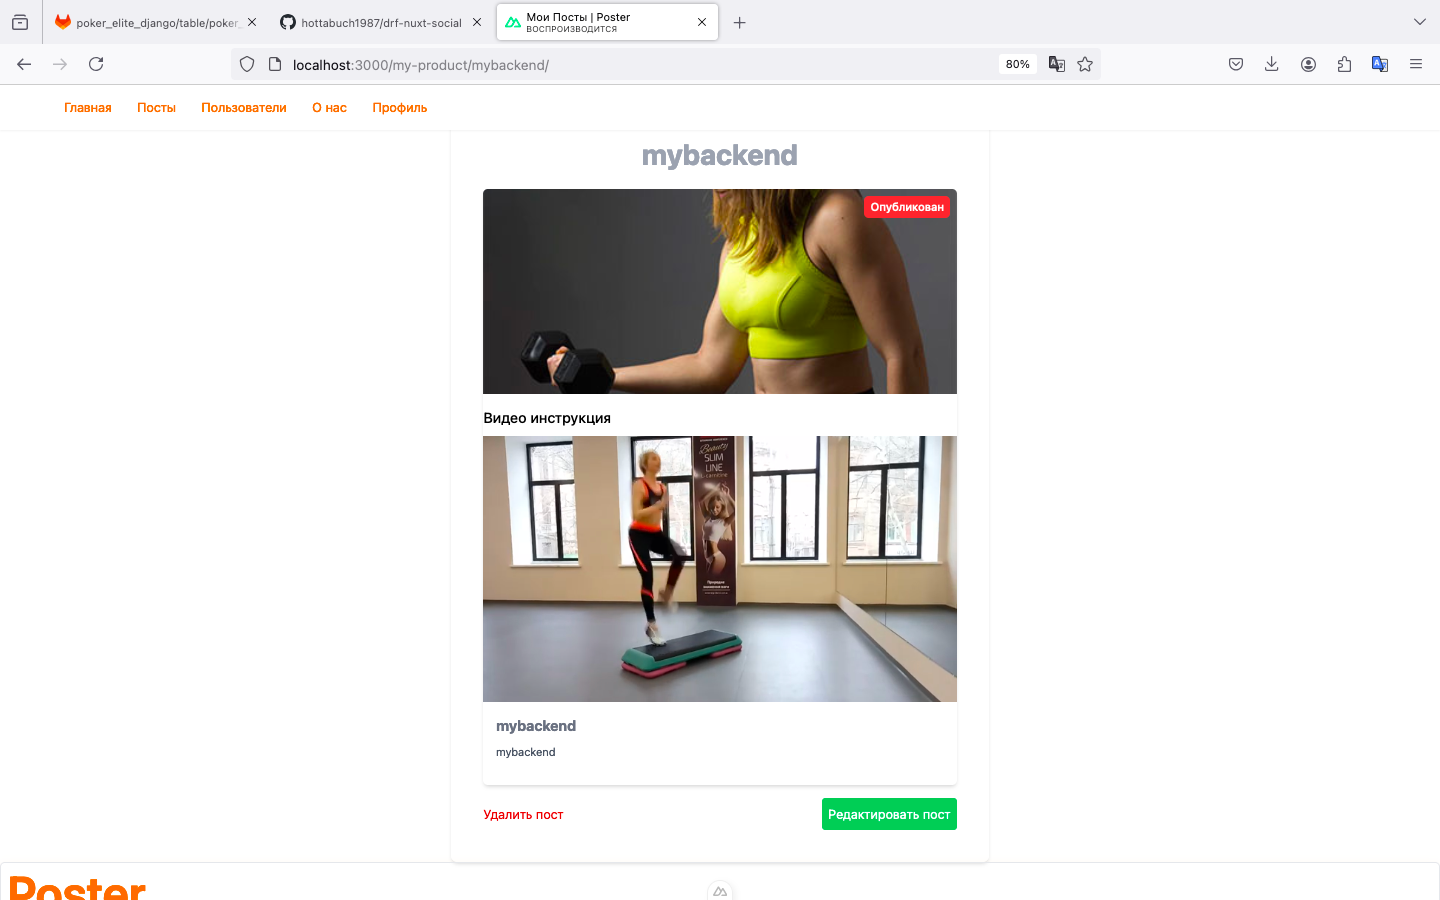 poker_elite_django/table/poker_
hottabuch1987/drf-nuxt-social
Мои Посты | Poster
ВОСПРОИЗВОДИТСЯ
localhost:3000/my-product/mybackend/
80%
Главная Посты Пользователи О нас Профиль
mybackend
Опубликован
Видео инструкция
Beauty
SLIM
LINE
mybackend
mybackend
Удалить пост
Редактировать пост
Poster